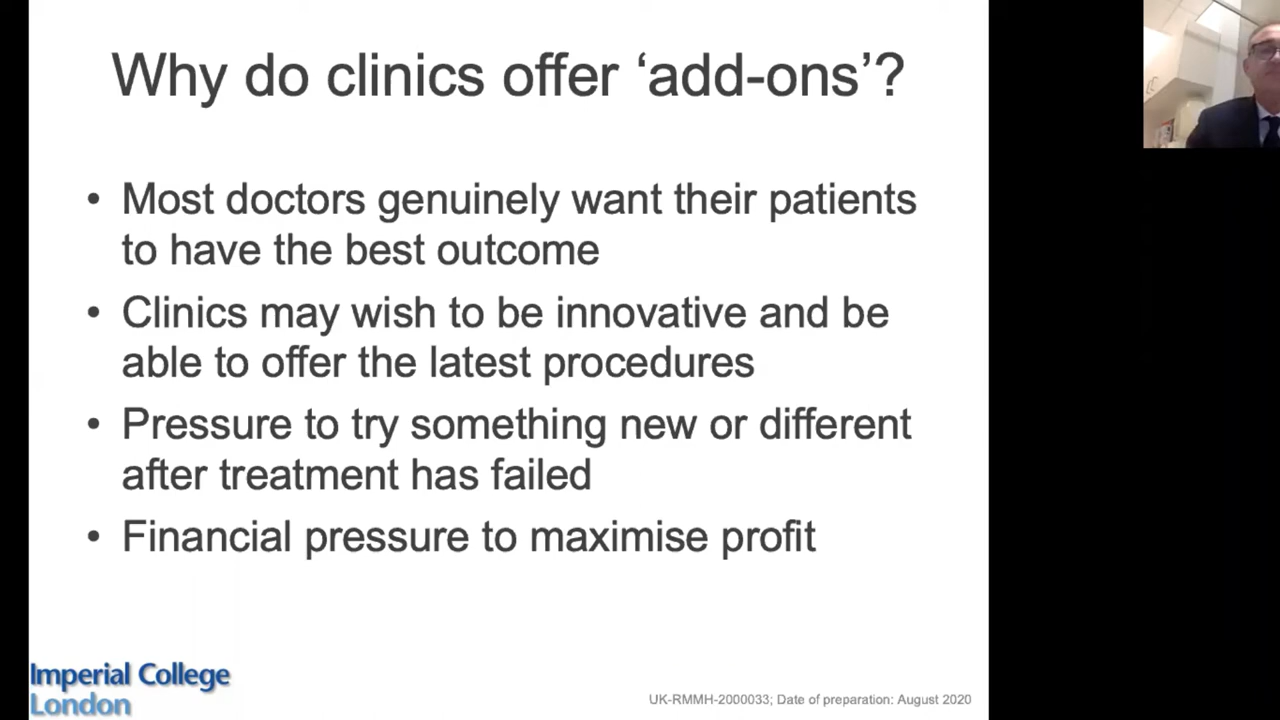 Why do clinics offer ‘add-ons’?
• Most doctors genuinely want their patients
to have the best outcome
• Clinics may wish to be innovative and be
able to offer the latest procedures
• Pressure to try something new or different
after treatment has failed
• Financial pressure to maximise profit
Imperial College
London
UK-RMMH-2000033; Date of preparation: August 2020